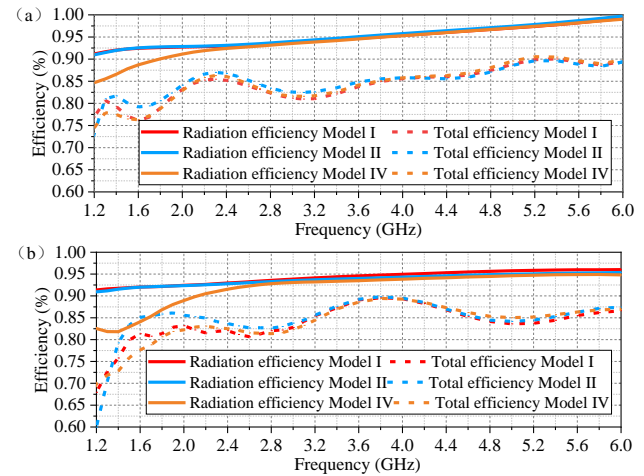 （a）
1.00
0.95
0.90
0.85
0.80
0.75
0.70
0.65
0.60
Efficiency (%)
Radiation efficiency Model I
Total efficiency Model I
Radiation efficiency Model II
Total efficiency Model II
Radiation efficiency Model IV
Total efficiency Model IV
1.2 1.6 2.0 2.4 2.8 3.2 3.6 4.0 4.4 4.8 5.2 5.6 6.0
Frequency (GHz)
（b）
1.00
0.95
0.90
0.85
0.80
0.75
0.70
0.65
0.60
Efficiency (%)
Radiation efficiency Model I
Total efficiency Model I
Radiation efficiency Model II
Total efficiency Model II
Radiation efficiency Model IV
Total efficiency Model IV
1.2 1.6 2.0 2.4 2.8 3.2 3.6 4.0 4.4 4.8 5.2 5.6 6.0
Frequency (GHz)